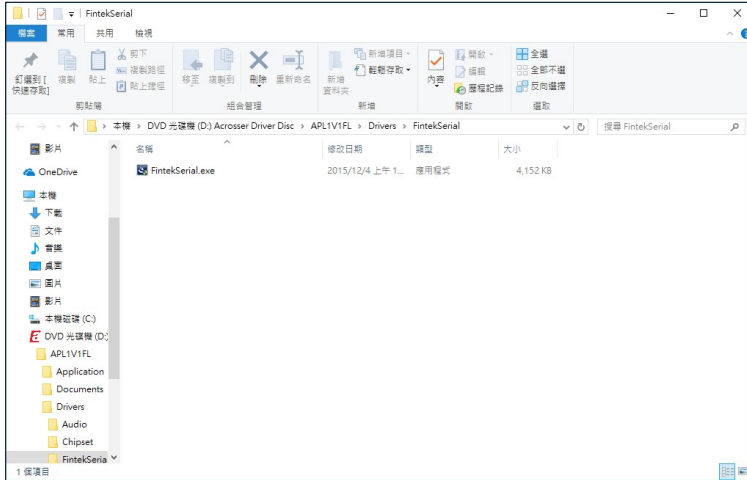 FintekSerial
檔案 常用 共用 檢視
釘選到 [快速存取]
複製
貼上
剪下
複製路徑
貼上捷徑
剪貼簿
移至
複製到
刪除
重新命名
組合管理
新增資料夾
新增項目
輕鬆存取
新增
內容
開啟
編輯
歷程記錄
開啟
全選
全部不選
反向選擇
選取
本機 › DVD 光碟機 (D:) Acrosser Driver Disc › APL1V1FL › Drivers › FintekSerial
搜尋 FintekSerial
名稱 修改日期 類型 大小
FintekSerial.exe 2015/12/4 上午 1... 應用程式 4,152 KB
影片
OneDrive
本機
下載
文件
音樂
桌面
圖片
影片
本機磁碟 (C:)
DVD 光碟機 (D:)
APL1V1FL
Application
Documents
Drivers
Audio
Chipset
FintekSeria
1 個項目